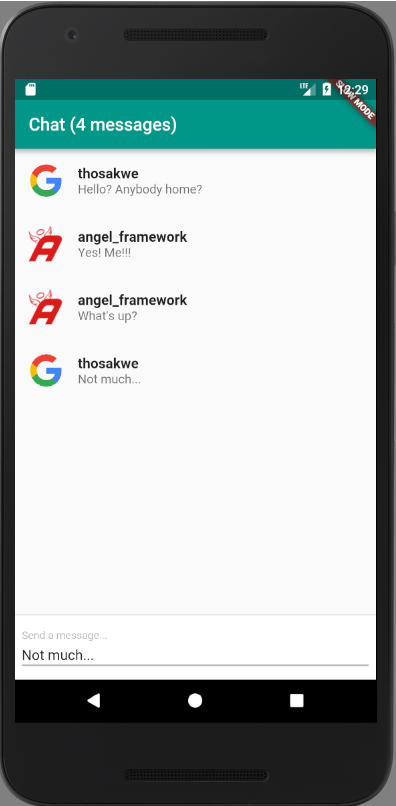 LTE 12:29
SLOW MODE
Chat (4 messages)
thosakwe
Hello? Anybody home?
angel_framework
Yes! Me!!!
angel_framework
What's up?
thosakwe
Not much...
Send a message...
Not much...